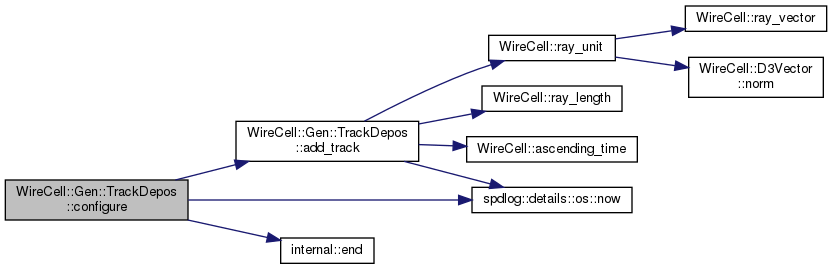 WireCell::Gen::TrackDepos
::configure
WireCell::Gen::TrackDepos
::add_track
WireCell::ray_unit
WireCell::ray_vector
WireCell::D3Vector
::norm
WireCell::ray_length
WireCell::ascending_time
spdlog::details::os::now
internal::end